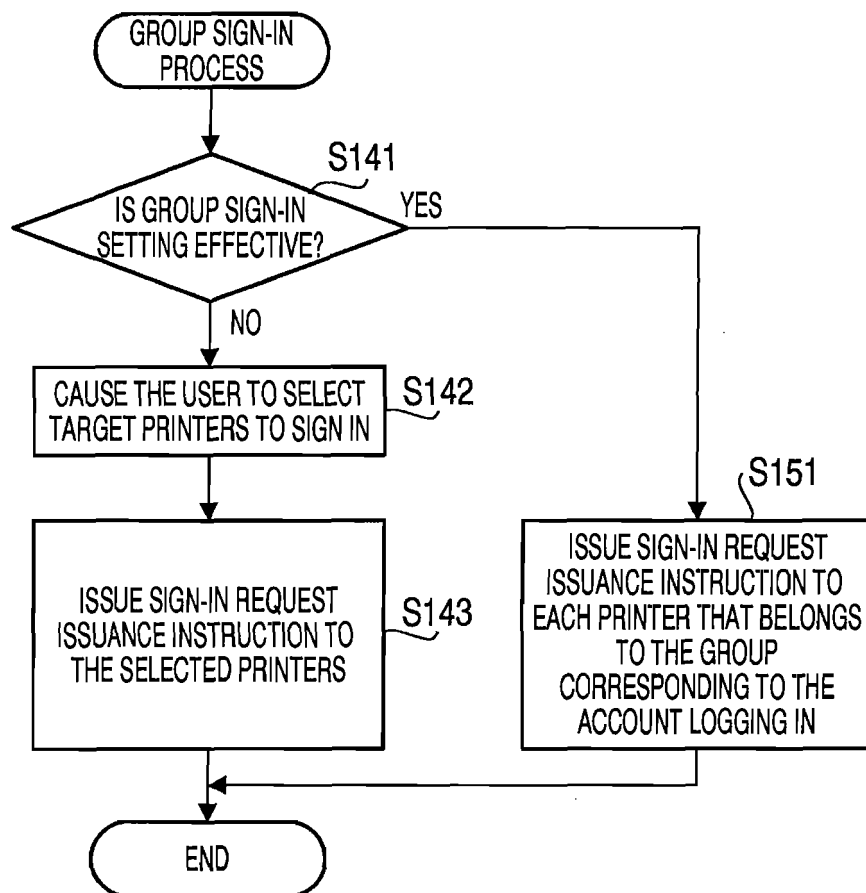 GROUP SIGN-IN
PROCESS
S141
IS GROUP SIGN-IN
SETTING EFFECTIVE?
YES
NO
CAUSE THE USER TO SELECT
TARGET PRINTERS TO SIGN IN
S142
ISSUE SIGN-IN REQUEST
ISSUANCE INSTRUCTION TO
THE SELECTED PRINTERS
S143
S151
ISSUE SIGN-IN REQUEST
ISSUANCE INSTRUCTION TO
EACH PRINTER THAT BELONGS
TO THE GROUP
CORRESPONDING TO THE
ACCOUNT LOGGING IN
END